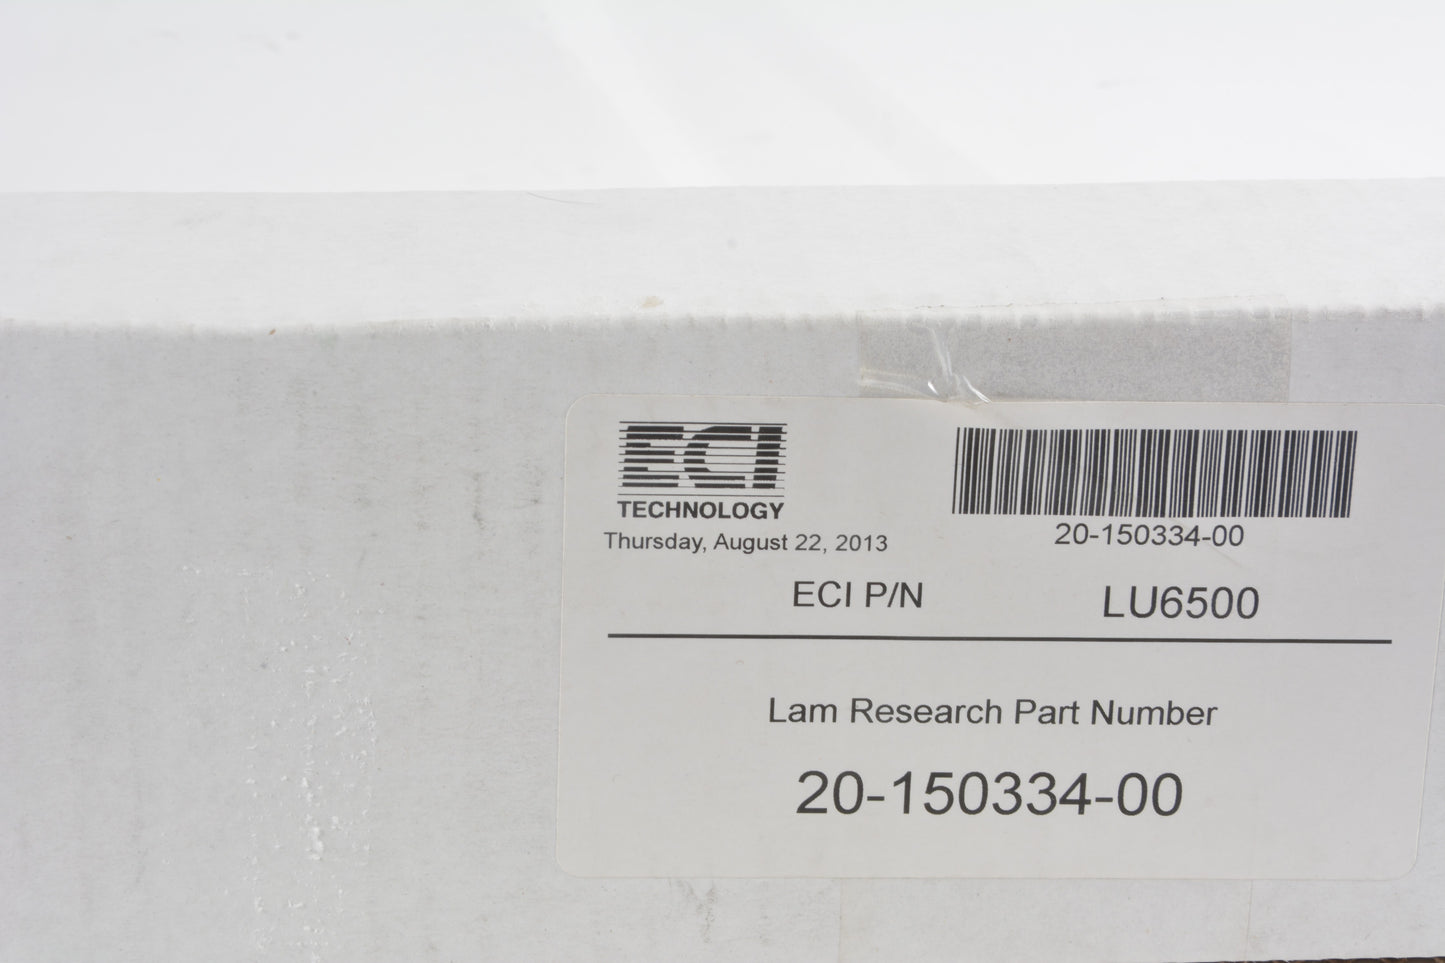 ECI
TECHNOLOGY
Thursday, August 22, 2013
20-150334-00
ECI P/N LU6500
Lam Research Part Number
20-150334-00